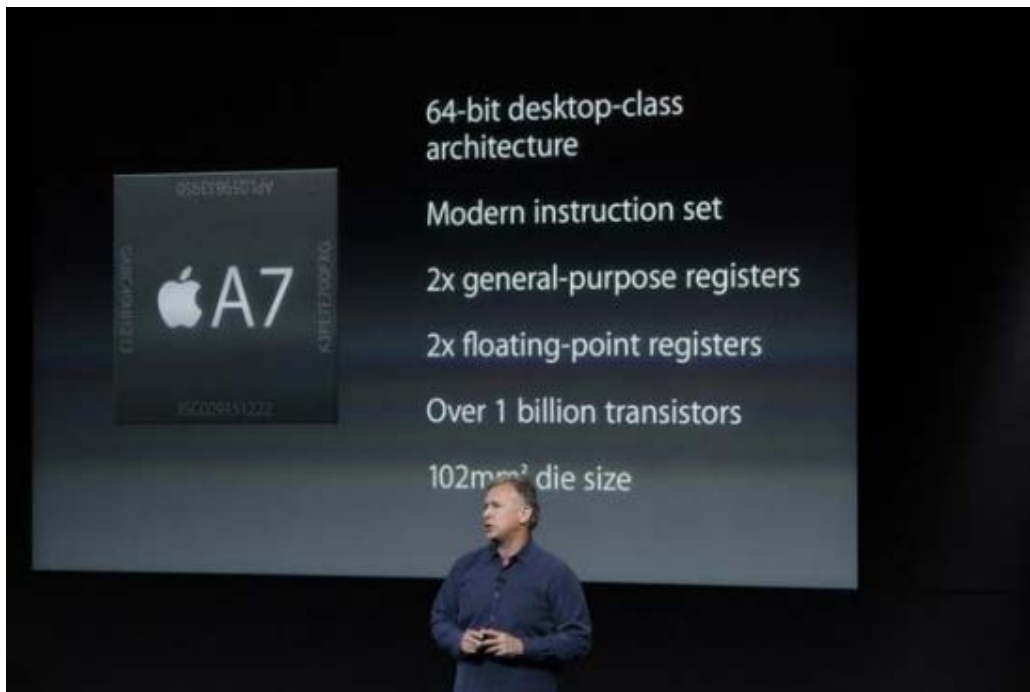 64-bit desktop-class
architecture
Modern instruction set
2x general-purpose registers
2x floating-point registers
Over 1 billion transistors
102mm² die size
APL0598339S0
A7